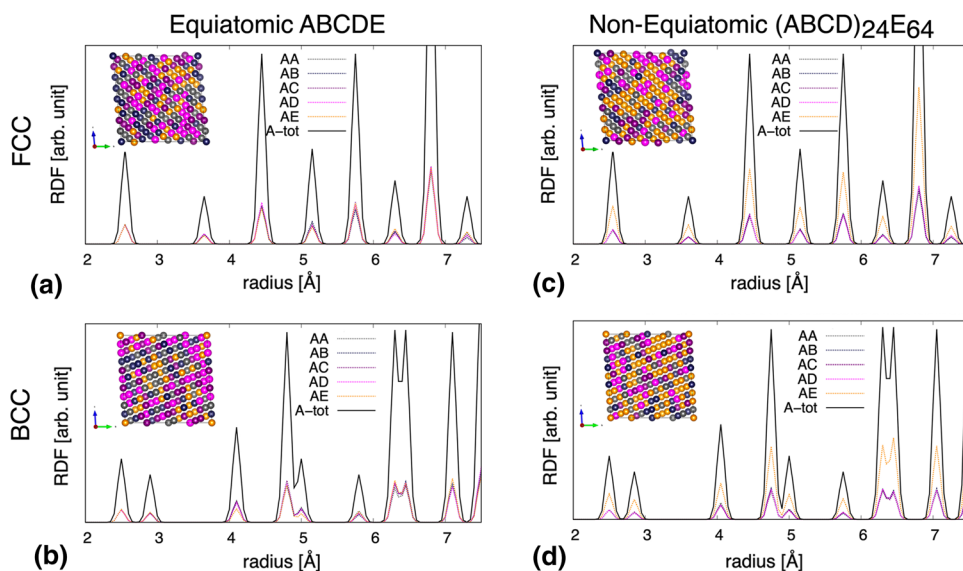 Equiatomic ABCDE
Non-Equiatomic (ABCD)24E64
FCC
RDF [arb. unit]
AA
AB
AC
AD
AE
A-tot
2 3 4 5 6 7
radius [Å]
(a)
RDF [arb. unit]
AA
AB
AC
AD
AE
A-tot
2 3 4 5 6 7
radius [Å]
(c)
BCC
RDF [arb. unit]
AA
AB
AC
AD
AE
A-tot
2 3 4 5 6 7
radius [Å]
(b)
RDF [arb. unit]
AA
AB
AC
AD
AE
A-tot
2 3 4 5 6 7
radius [Å]
(d)